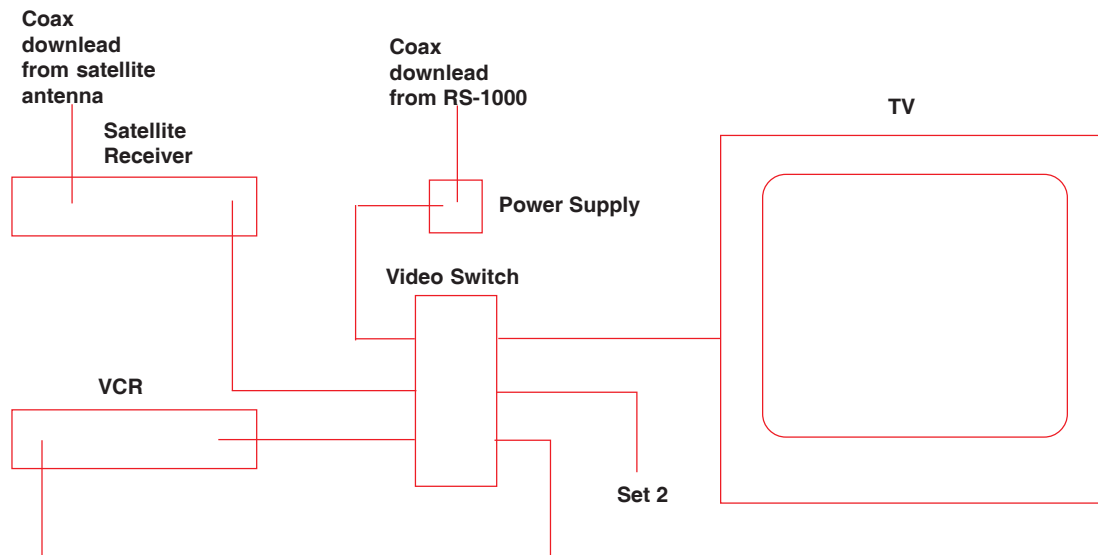 Coax
downlead
from satellite
antenna
Coax
downlead
from RS-1000
TV
Satellite
Receiver
Power Supply
Video Switch
VCR
Set 2